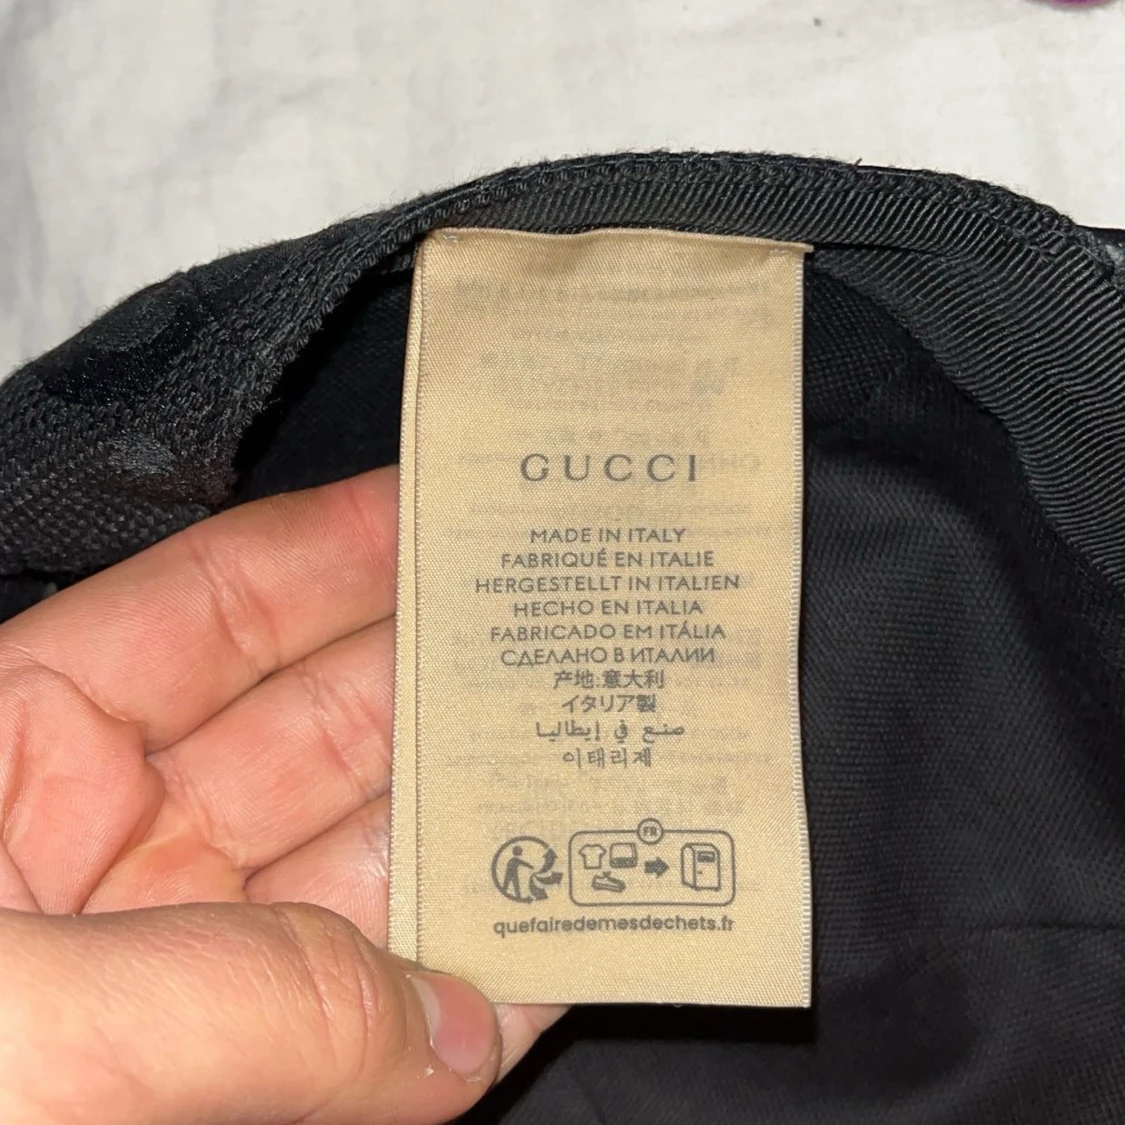 GUCCI
MADE IN ITALY
FABRIQUÉ EN ITALIE
HERGESTELLT IN ITALIEN
HECHO EN ITALIA
FABRICADO EM ITÁLIA
СДЕЛАНО В ИТАЛИИ
产地:意大利
イタリア製
صنع في إيطاليا
이태리제
FR
quefairedemesdechets.fr